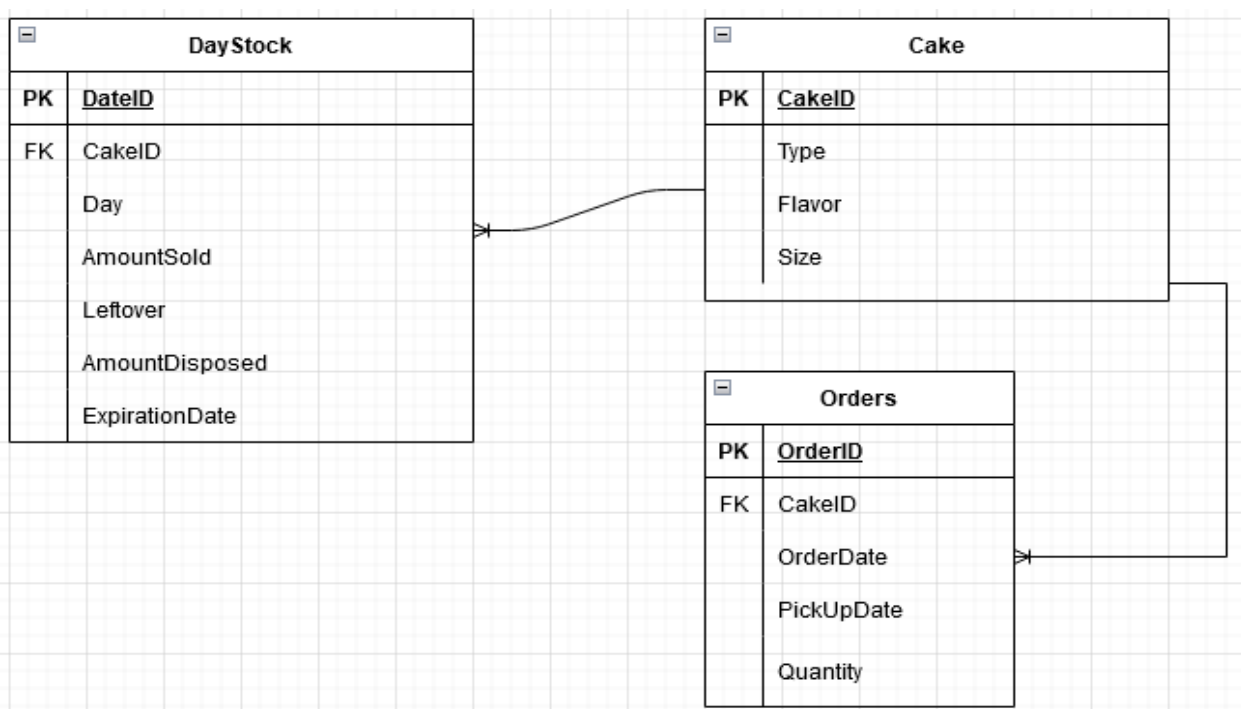 DayStock
PK DateID
FK CakeID
Day
AmountSold
Leftover
AmountDisposed
ExpirationDate
Cake
PK CakeID
Type
Flavor
Size
Orders
PK OrderID
FK CakeID
OrderDate
PickUpDate
Quantity